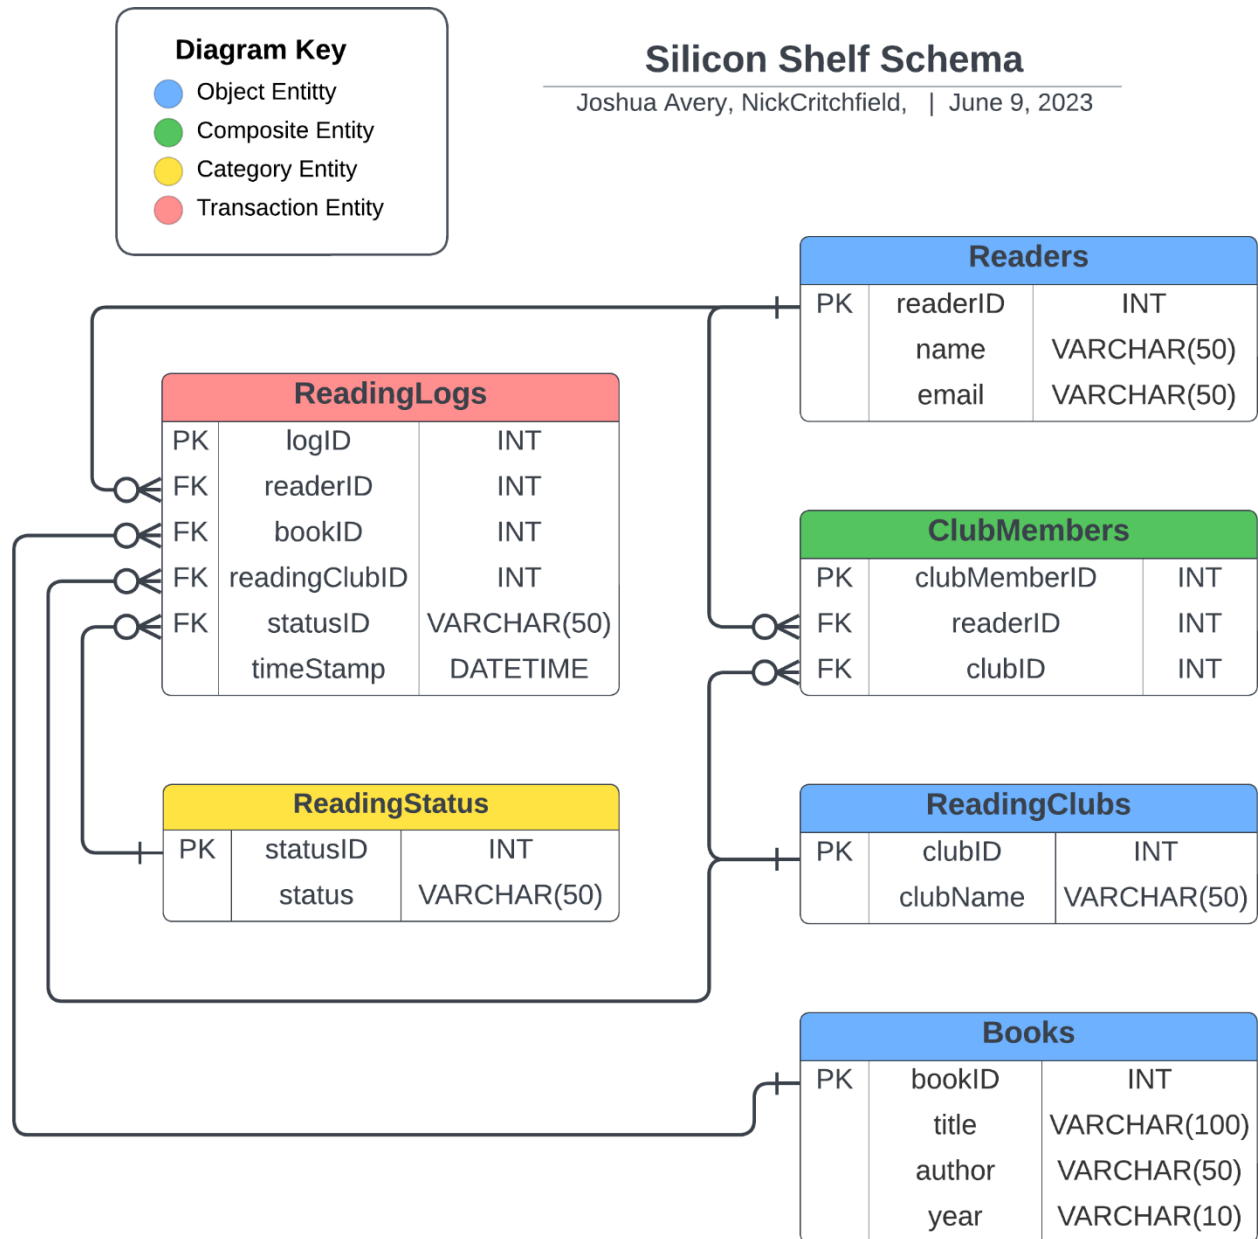 Diagram Key
Object Entitty
Composite Entity
Category Entity
Transaction Entity
Silicon Shelf Schema
Joshua Avery, NickCritchfield, | June 9, 2023
Readers
PK readerID INT
name VARCHAR(50)
email VARCHAR(50)
ReadingLogs
PK logID INT
FK readerID INT
FK bookID INT
FK readingClubID INT
FK statusID VARCHAR(50)
timeStamp DATETIME
ClubMembers
PK clubMemberID INT
FK readerID INT
FK clubID INT
ReadingStatus
PK statusID INT
status VARCHAR(50)
ReadingClubs
PK clubID INT
clubName VARCHAR(50)
Books
PK bookID INT
title VARCHAR(100)
author VARCHAR(50)
year VARCHAR(10)